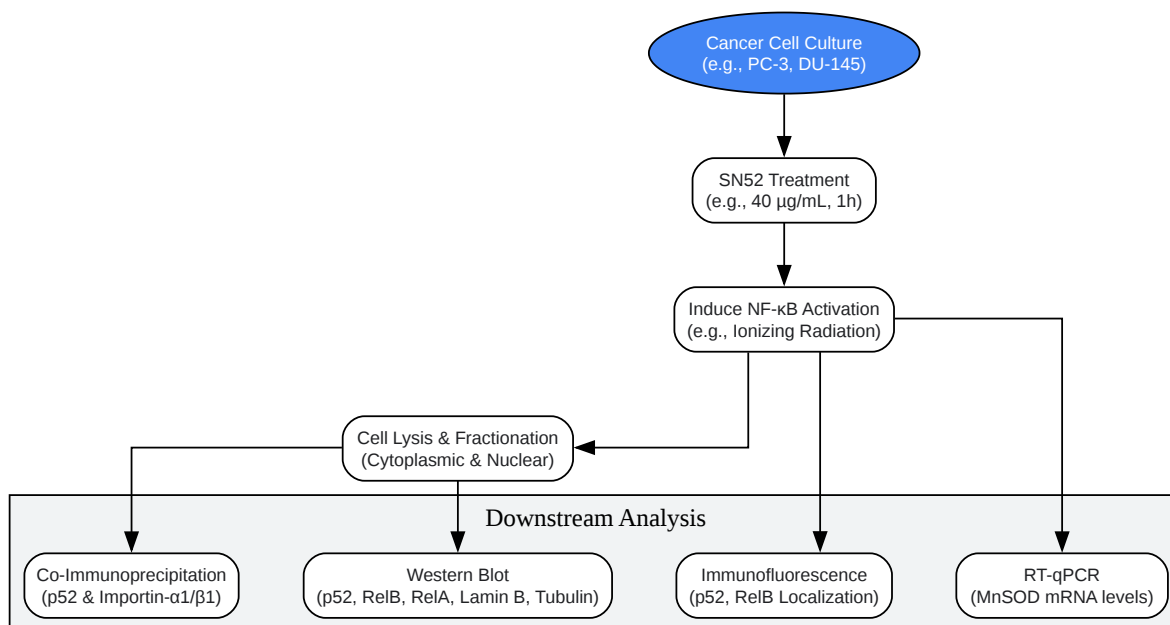 Cancer Cell Culture
(e.g., PC-3, DU-145)
SN52 Treatment
(e.g., 40 µg/mL, 1h)
Induce NF-κB Activation
(e.g., Ionizing Radiation)
Cell Lysis & Fractionation
(Cytoplasmic & Nuclear)
Downstream Analysis
Co-Immunoprecipitation
(p52 & Importin-α1/β1)
Western Blot
(p52, RelB, RelA, Lamin B, Tubulin)
Immunofluorescence
(p52, RelB Localization)
RT-qPCR
(MnSOD mRNA levels)